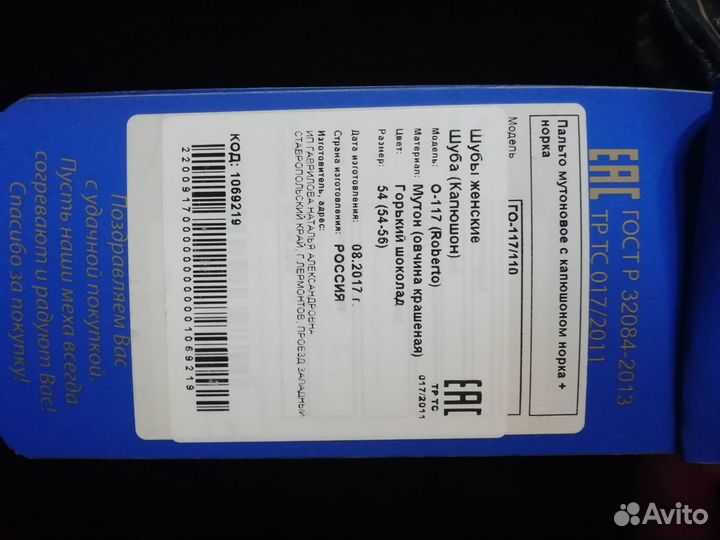 Пальто мутоновое с капюшоном норка +
норка
Модель ГО-117/110
ЕАС ГОСТ Р 32084-2013
ТР ТС 017/2011
Шубы женские
Шуба (Капюшон)
Модель: О-117 (Roberto)
Материал: Мутон (овчина крашеная)
Цвет: Горький шоколад
Размер: 54 (54-56)
ЕАС
ТР ТС
017/2011
Дата изготовления: 08.2017 г.
Страна изготовления: РОССИЯ
Изготовитель, адрес:
ИП ГАВРИЛОВА НАТАЛЬЯ АЛЕКСАНДРОВНА
СТАВРОПОЛЬСКИЙ КРАЙ, Г.ЛЕРМОНТОВ, ПРОЕЗД ЗАПАДНЫЙ
КОД: 1069219
Поздравляем Вас
с удачной покупкой.
Пусть наши меха всегда
согревают и радуют Вас!
Спасибо за покупку!
Avito